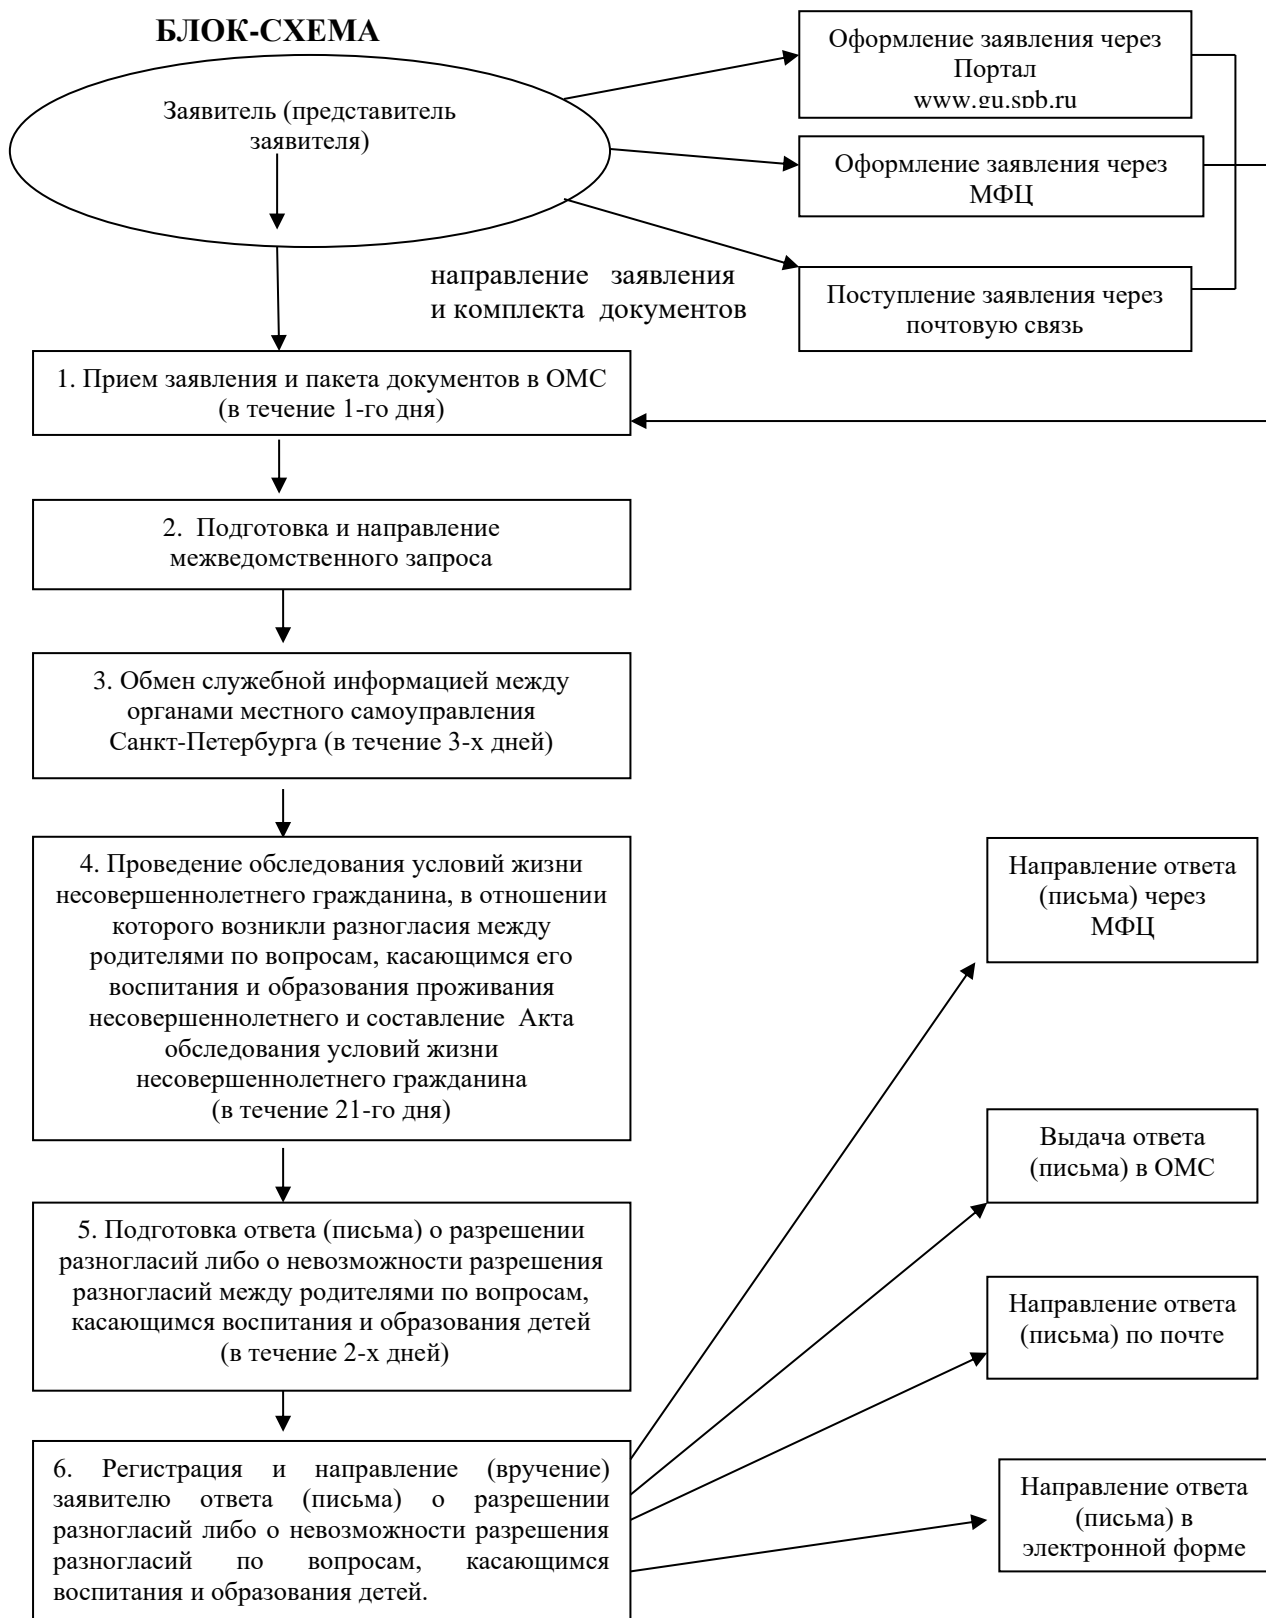 БЛОК-СХЕМА
Заявитель (представитель
заявителя)
Оформление заявления через
Портал
www.gu.spb.ru
Оформление заявления через
МФЦ
направление заявления
и комплекта документов
Поступление заявления через
почтовую связь
1. Прием заявления и пакета документов в ОМС
(в течение 1-го дня)
2. Подготовка и направление
межведомственного запроса
3. Обмен служебной информацией между
органами местного самоуправления
Санкт-Петербурга (в течение 3-х дней)
4. Проведение обследования условий жизни
несовершеннолетнего гражданина, в отношении
которого возникли разногласия между
родителями по вопросам, касающимся его
воспитания и образования проживания
несовершеннолетнего и составление Акта
обследования условий жизни
несовершеннолетнего гражданина
(в течение 21-го дня)
Направление ответа
(письма) через
МФЦ
Выдача ответа
(письма) в ОМС
5. Подготовка ответа (письма) о разрешении
разногласий либо о невозможности разрешения
разногласий между родителями по вопросам,
касающимся воспитания и образования детей
(в течение 2-х дней)
Направление ответа
(письма) по почте
6. Регистрация и направление (вручение)
заявителю ответа (письма) о разрешении
разногласий либо о невозможности разрешения
разногласий по вопросам, касающимся
воспитания и образования детей.
Направление ответа
(письма) в
электронной форме